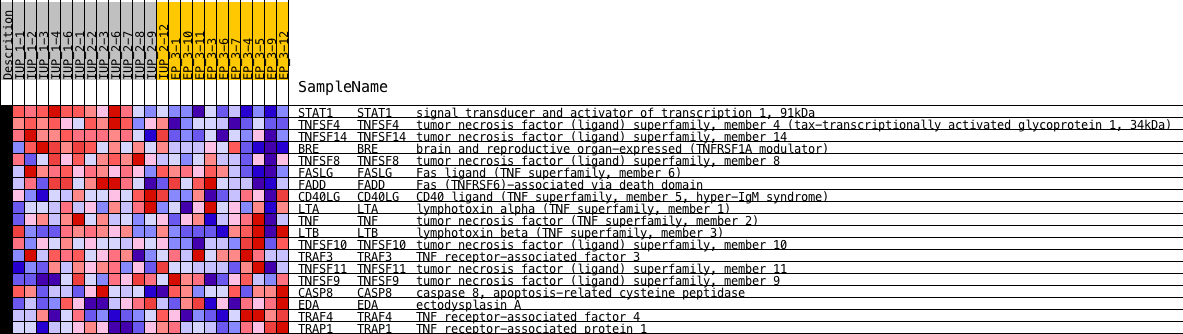 Descrition
IUP_1-1
IUP_1-2
IUP_1-3
IUP_1-4
IUP_1-6
IUP_2-1
IUP_2-2
IUP_2-3
IUP_2-6
IUP_2-7
IUP_2-8
IUP_2-9
IUP_2-12
EP_3-1
EP_3-10
EP_3-11
EP_3-3
EP_3-6
EP_3-7
EP_3-4
EP_3-5
EP_3-9
EP_3-12
SampleName
STAT1 STAT1 signal transducer and activator of transcription 1, 91kDa
TNFSF4 TNFSF4 tumor necrosis factor (ligand) superfamily, member 4 (tax-transcriptionally activated glycoprotein 1, 34kDa)
TNFSF14 TNFSF14 tumor necrosis factor (ligand) superfamily, member 14
BRE BRE brain and reproductive organ-expressed (TNFRSF1A modulator)
TNFSF8 TNFSF8 tumor necrosis factor (ligand) superfamily, member 8
FASLG FASLG Fas ligand (TNF superfamily, member 6)
FADD FADD Fas (TNFRSF6)-associated via death domain
CD40LG CD40LG CD40 ligand (TNF superfamily, member 5, hyper-IgM syndrome)
LTA LTA lymphotoxin alpha (TNF superfamily, member 1)
TNF TNF tumor necrosis factor (TNF superfamily, member 2)
LTB LTB lymphotoxin beta (TNF superfamily, member 3)
TNFSF10 TNFSF10 tumor necrosis factor (ligand) superfamily, member 10
TRAF3 TRAF3 TNF receptor-associated factor 3
TNFSF11 TNFSF11 tumor necrosis factor (ligand) superfamily, member 11
TNFSF9 TNFSF9 tumor necrosis factor (ligand) superfamily, member 9
CASP8 CASP8 caspase 8, apoptosis-related cysteine peptidase
EDA EDA ectodysplasin A
TRAF4 TRAF4 TNF receptor-associated factor 4
TRAP1 TRAP1 TNF receptor-associated protein 1